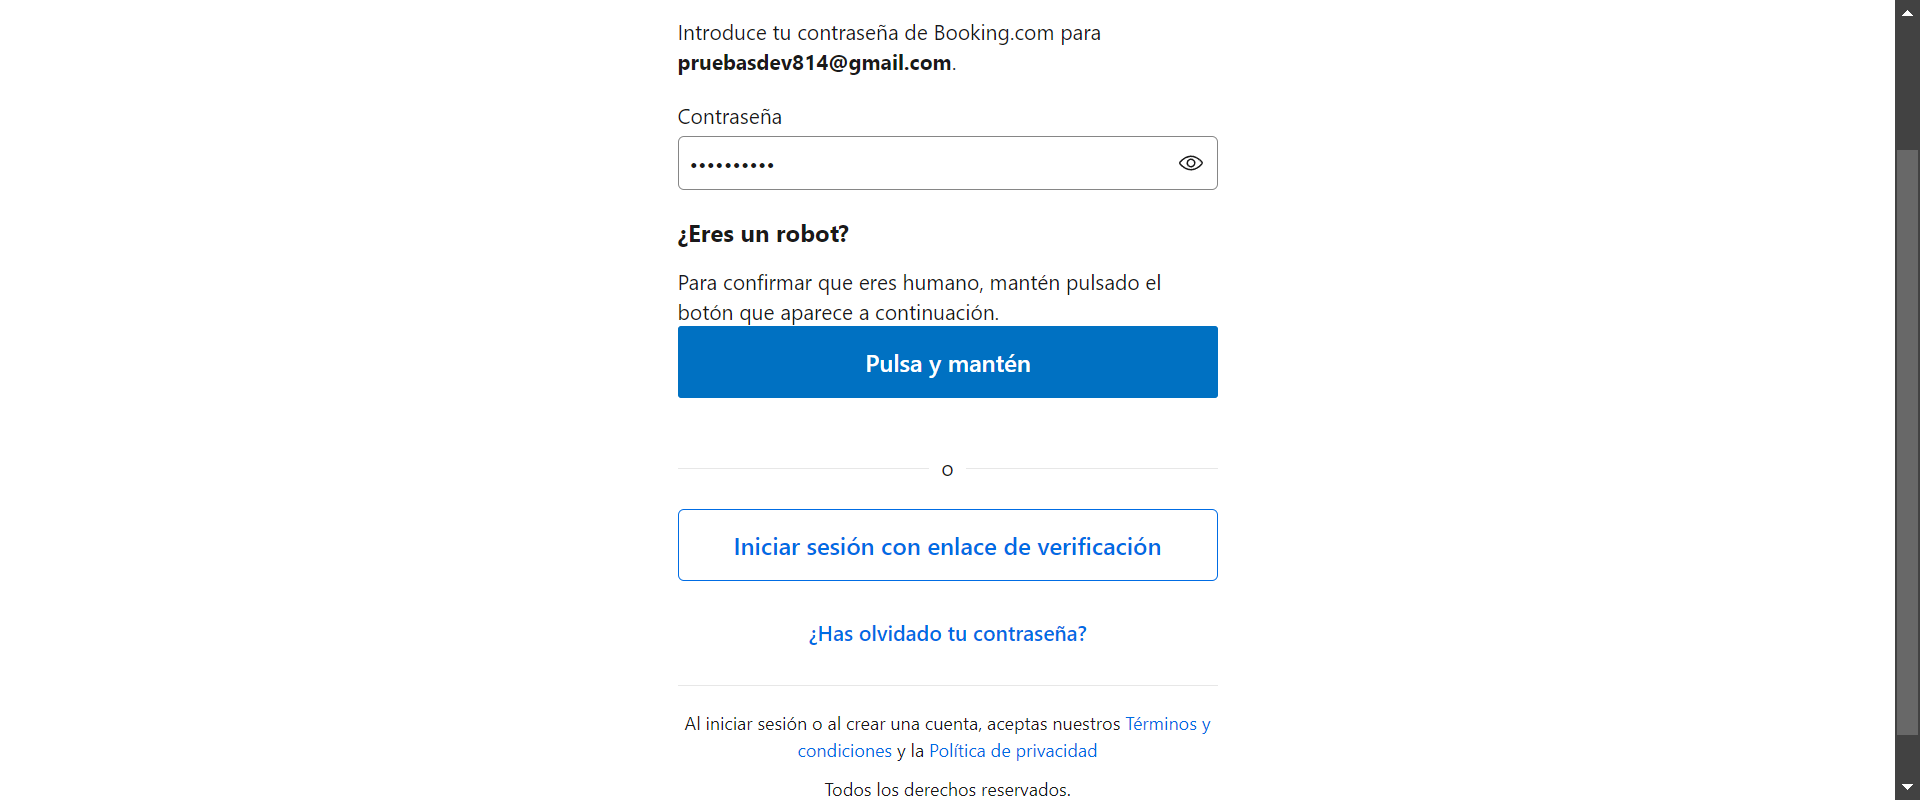 Introduce tu contraseña de Booking.com para
pruebasdev814@gmail.com.
Contraseña
••••••••••
¿Eres un robot?
Para confirmar que eres humano, mantén pulsado el
botón que aparece a continuación.
Pulsa y mantén
o
Iniciar sesión con enlace de verificación
¿Has olvidado tu contraseña?
Al iniciar sesión o al crear una cuenta, aceptas nuestros Términos y
condiciones y la Política de privacidad
Todos los derechos reservados.